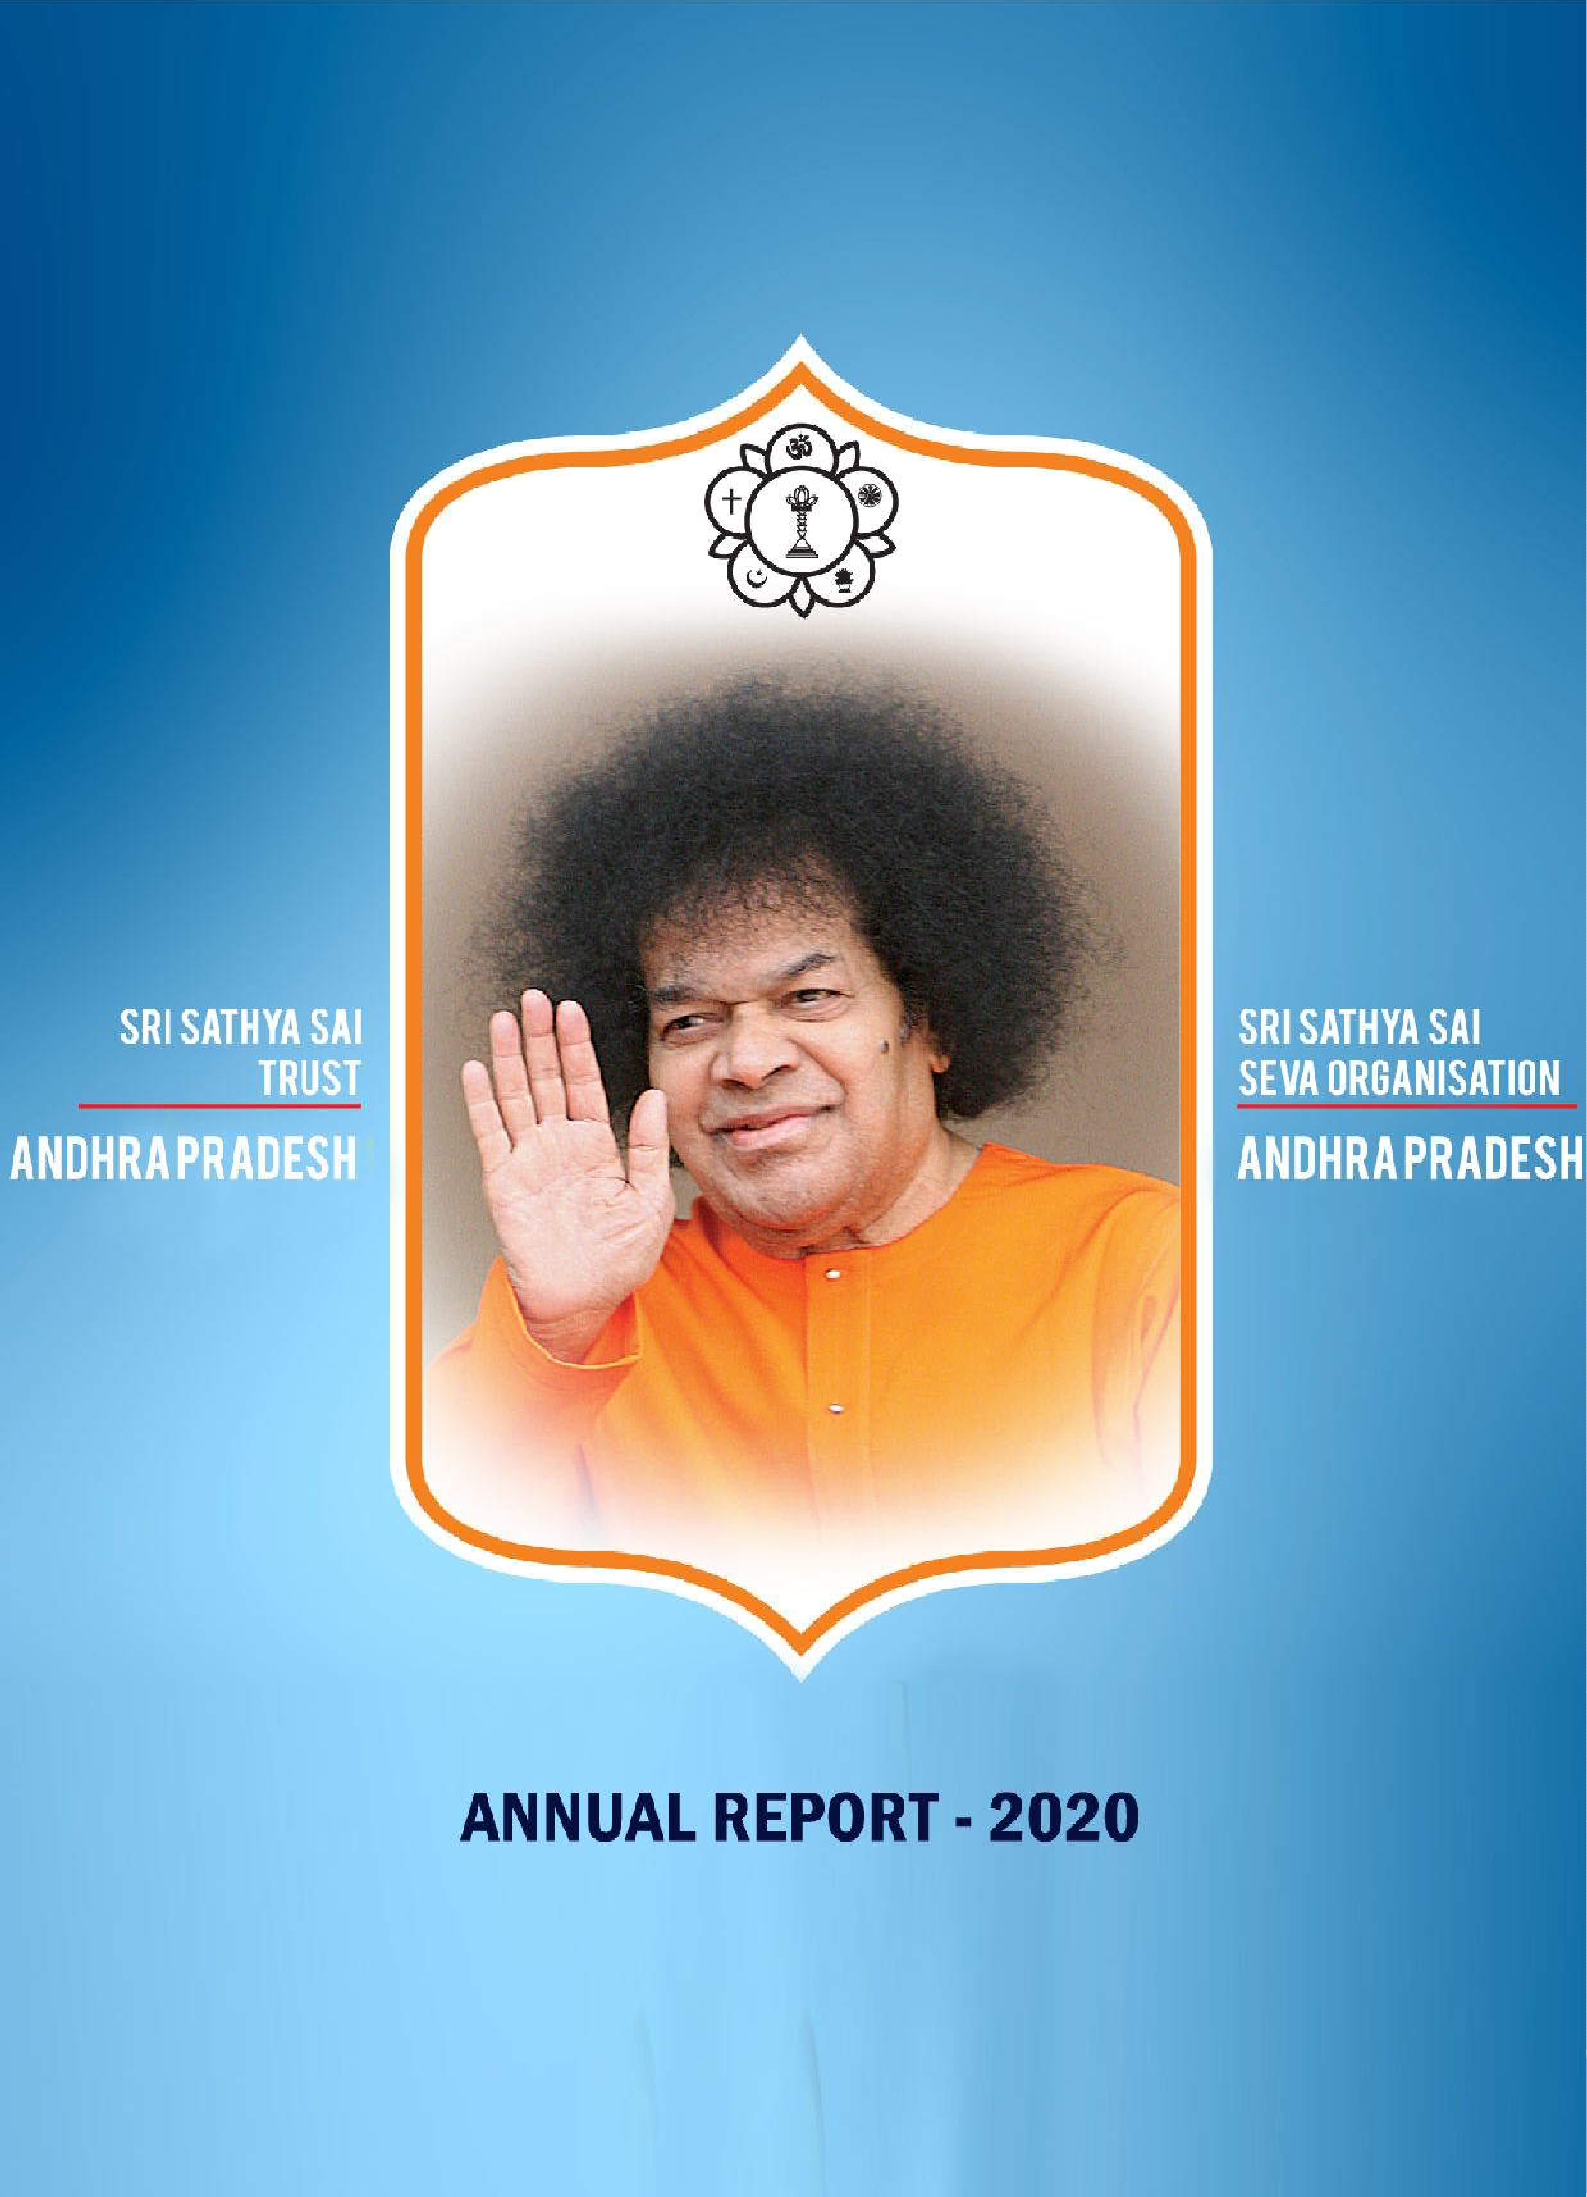 SRI SATHYA SAI
TRUST
ANDHRA PRADESH
SRI SATHYA SAI
SEVA ORGANISATION
ANDHRA PRADESH
ANNUAL REPORT - 2020